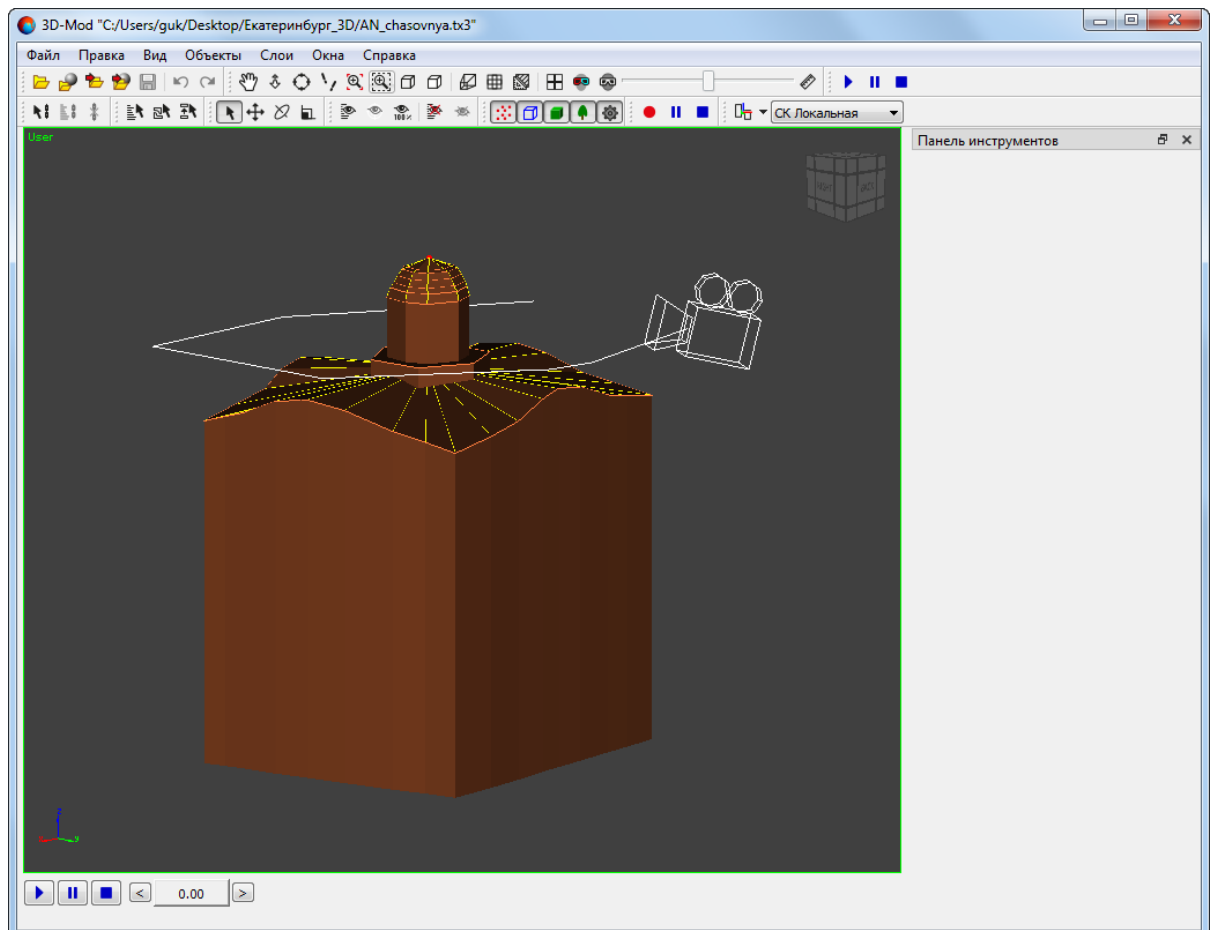 3D-Mod "C:/Users/guk/Desktop/Екатеринбург_3D/AN_chasovnya.tx3"
Файл Правка Вид Объекты Слои Окна Справка
100%
СК Локальная
User
Панель инструментов
z
y
< 0.00 >